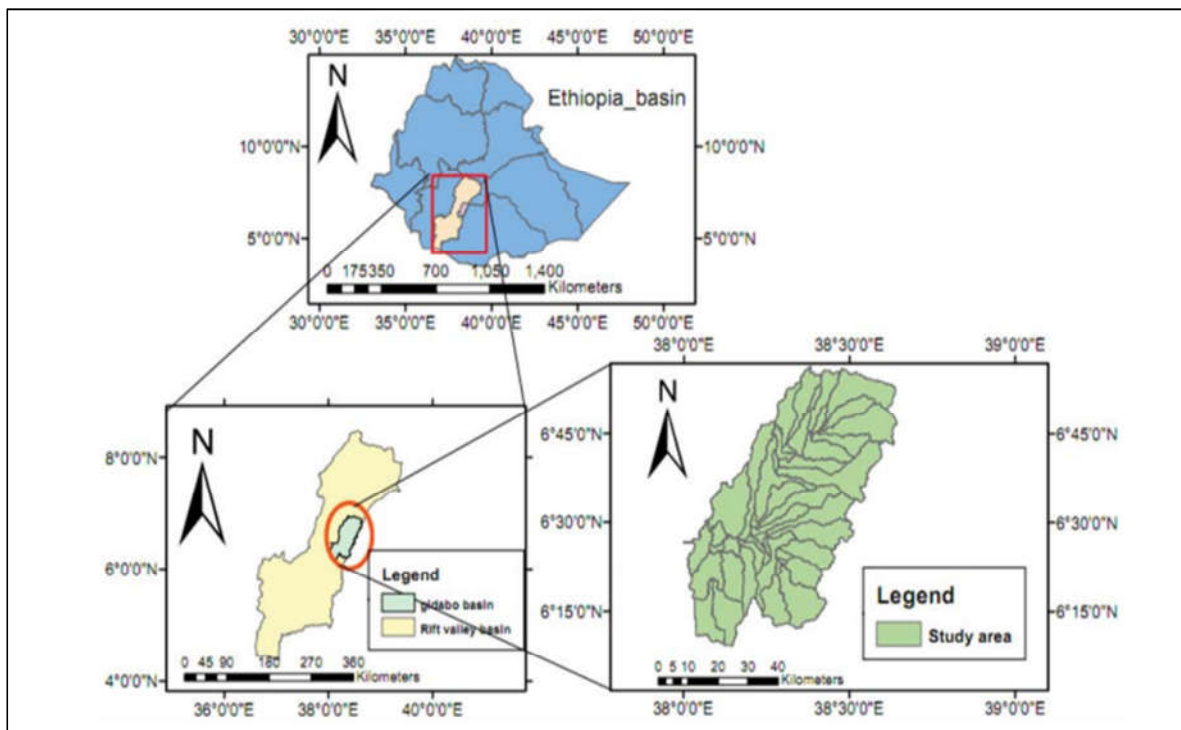 30°0'0"E 35°0'0"E 40°0'0"E 45°0'0"E 50°0'0"E
N
Ethiopia_basin
10°0'0"N 10°0'0"N
5°0'0"N 5°0'0"N
0 175350 700 1,050 1,400
Kilometers
30°0'0"E 35°0'0"E 40°0'0"E 45°0'0"E 50°0'0"E
N
8°0'0"N
6°0'0"N
4°0'0"N
Legend
gidabo basin
Rift valley basin
0 45 90 180 270 360
Kilometers
36°0'0"E 38°0'0"E 40°0'0"E
38°0'0"E 38°30'0"E 39°0'0"E
N
6°45'0"N 6°45'0"N
6°30'0"N 6°30'0"N
6°15'0"N 6°15'0"N
Legend
Study area
0 5 10 20 30 40
Kilometers
38°0'0"E 38°30'0"E 39°0'0"E